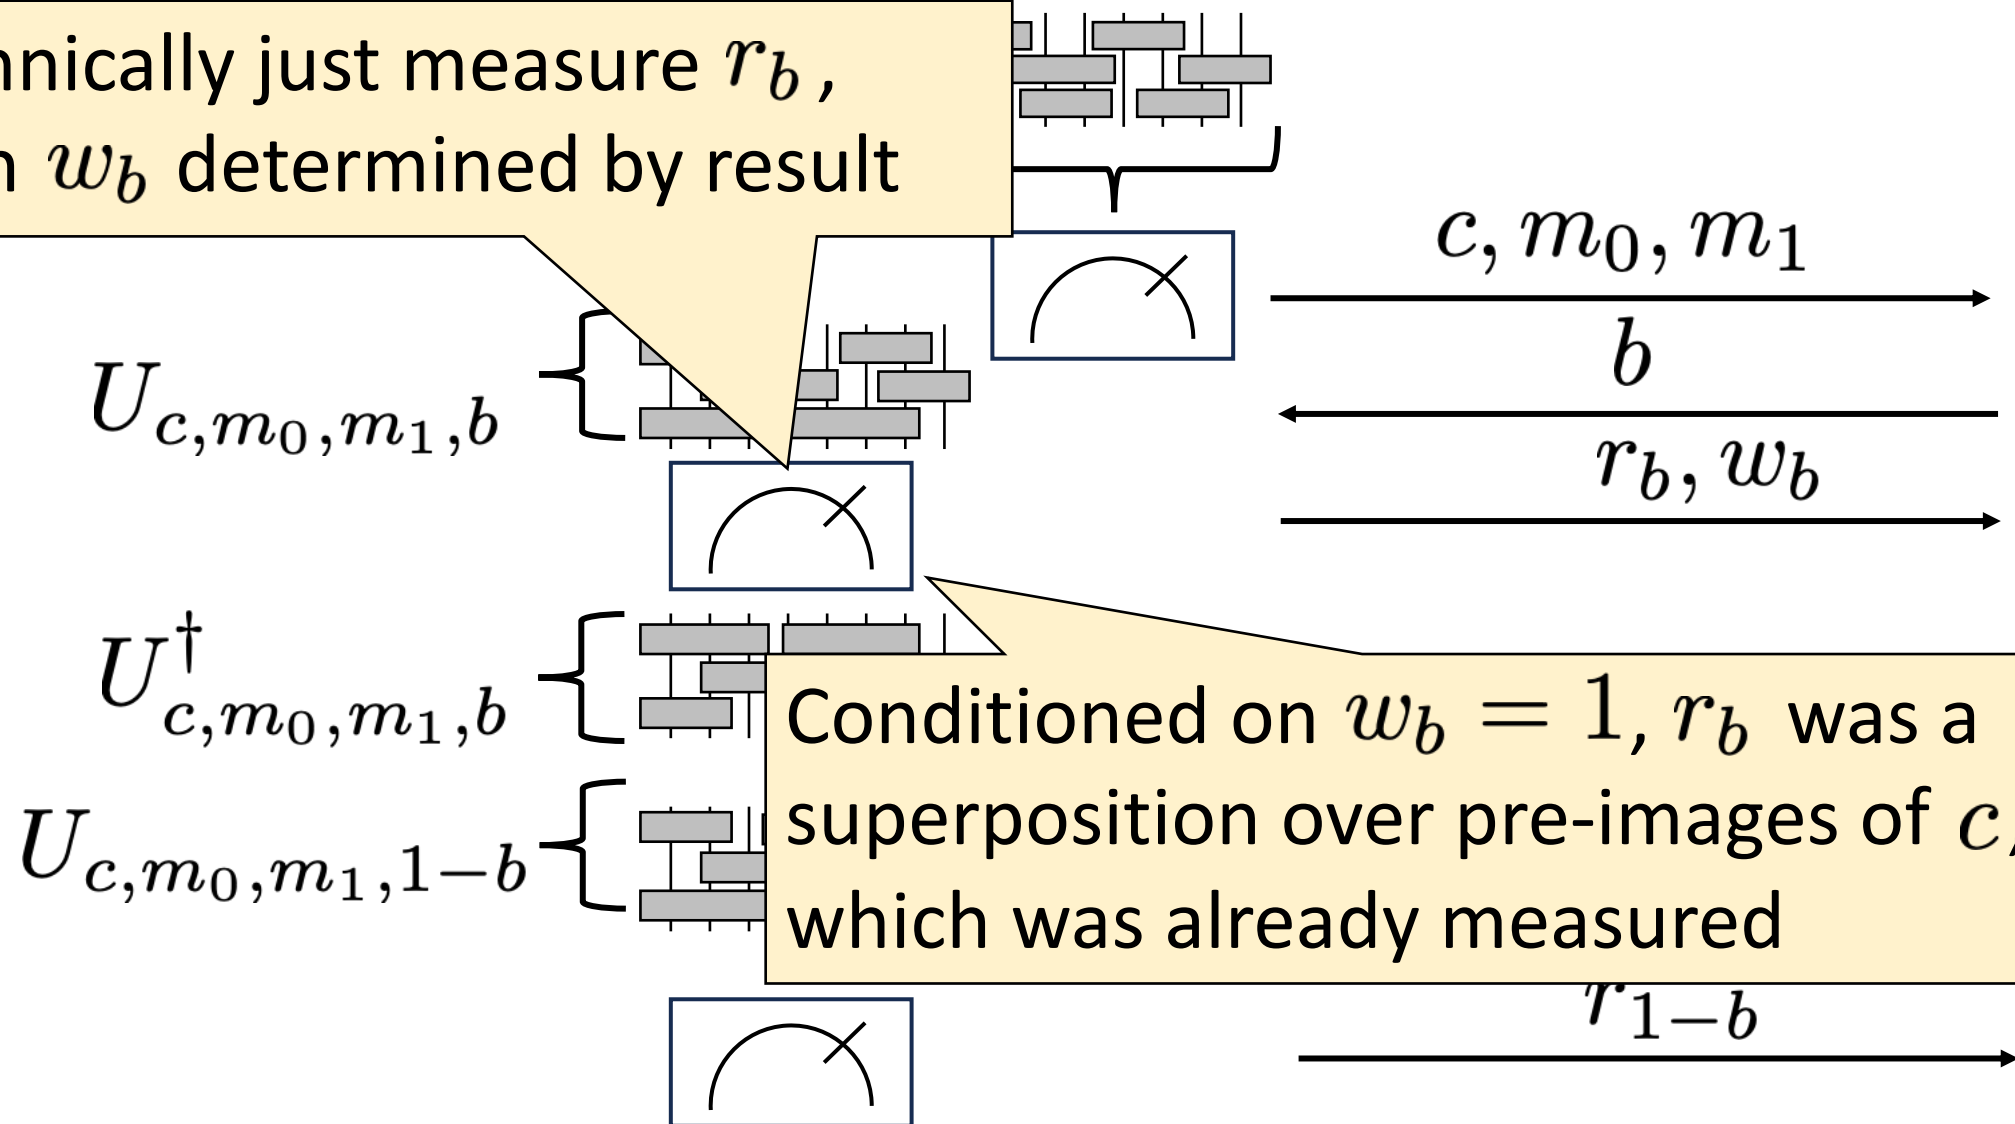 just measure $r_b$,
$w_b$ determined by result
$c, m_0, m_1$
$b$
$U_{c,m_0,m_1,b}$
$r_b, w_b$
$U^\dagger_{c,m_0,m_1,b}$
Conditioned on $w_b = 1$, $r_b$ was a
superposition over pre-images of $c$,
which was already measured
$U_{c,m_0,m_1,1-b}$
$r_{1-b}$